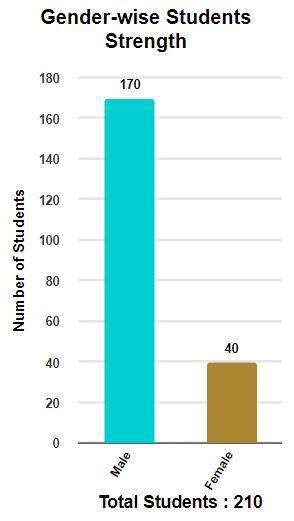 Gender-wise Students
Strength
Number of Students
180
160
140
120
100
80
60
40
20
0
170
40
Male
Female
Total Students : 210